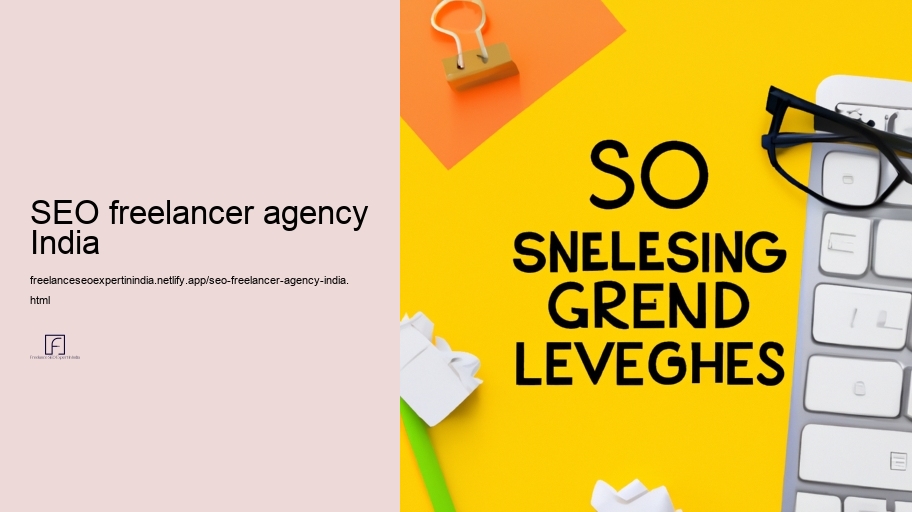 SEO freelancer agency
India
freelanceseoexpertinindia.netlify.app/seo-freelancer-agency-india.
html
SO
SNELESING
GREND
LEVEGHES